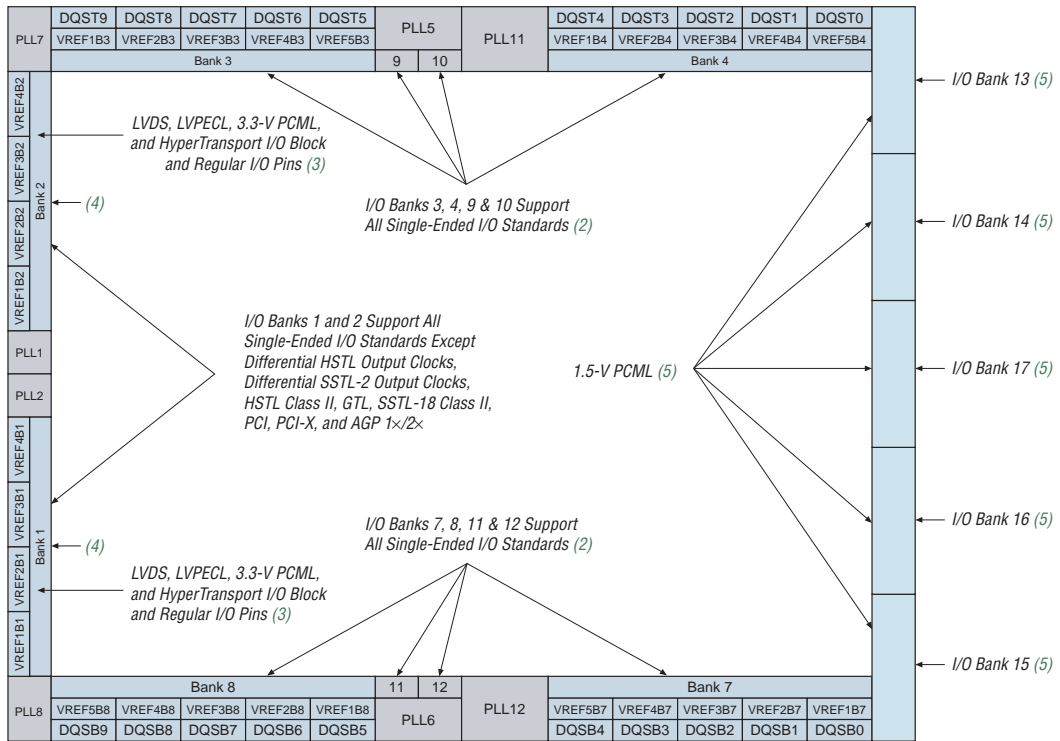 PLL7
DQST9 DQST8 DQST7 DQST6 DQST5
VREF1B3 VREF2B3 VREF3B3 VREF4B3 VREF5B3
Bank 3
PLL5
9 10
PLL11
DQST4 DQST3 DQST2 DQST1 DQST0
VREF1B4 VREF2B4 VREF3B4 VREF4B4 VREF5B4
Bank 4
VREF4B2
VREF3B2
VREF2B2
VREF1B2
Bank 2
LVDS, LVPECL, 3.3-V PCML,
and HyperTransport I/O Block
and Regular I/O Pins (3)
(4)
I/O Banks 3, 4, 9 & 10 Support
All Single-Ended I/O Standards (2)
I/O Bank 13 (5)
I/O Bank 14 (5)
PLL1
PLL2
I/O Banks 1 and 2 Support All
Single-Ended I/O Standards Except
Differential HSTL Output Clocks,
Differential SSTL-2 Output Clocks,
HSTL Class II, GTL, SSTL-18 Class II,
PCI, PCI-X, and AGP 1×/2×
1.5-V PCML (5)
I/O Bank 17 (5)
VREF4B1
VREF3B1
VREF2B1
VREF1B1
Bank 1
(4)
LVDS, LVPECL, 3.3-V PCML,
and HyperTransport I/O Block
and Regular I/O Pins (3)
I/O Banks 7, 8, 11 & 12 Support
All Single-Ended I/O Standards (2)
I/O Bank 16 (5)
I/O Bank 15 (5)
PLL8
Bank 8
VREF5B8 VREF4B8 VREF3B8 VREF2B8 VREF1B8
DQSB9 DQSB8 DQSB7 DQSB6 DQSB5
11 12
PLL6
PLL12
Bank 7
VREF5B7 VREF4B7 VREF3B7 VREF2B7 VREF1B7
DQSB4 DQSB3 DQSB2 DQSB1 DQSB0